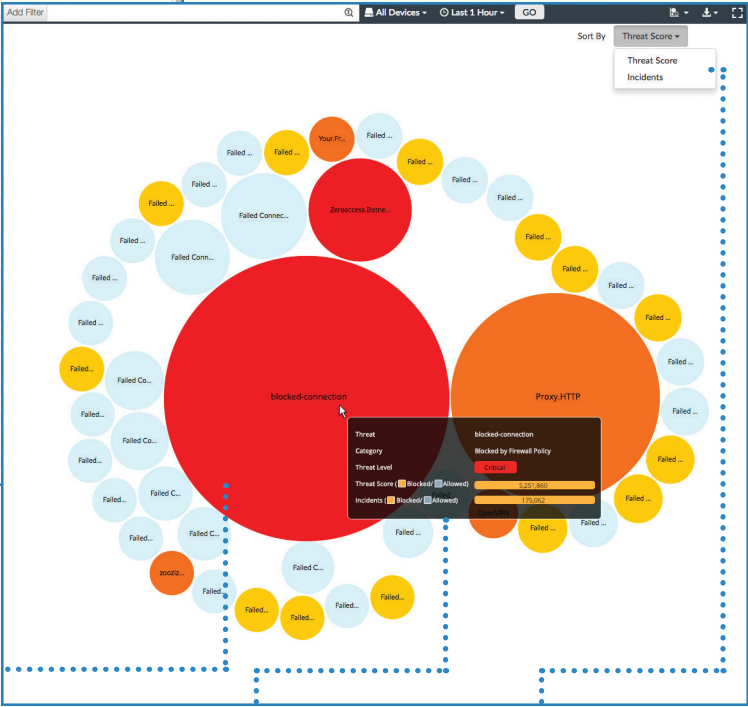 Add Filter
All Devices
Last 1 Hour
GO
Sort By
Threat Score
Threat Score
Incidents
Your.Fr...
Failed ...
Failed ...
Failed ...
Failed ...
Failed ...
Failed ...
Failed ...
Zeroaccess.Botne...
Failed Connec...
Failed ...
Failed ...
Failed ...
Failed Conn...
Failed ...
Failed ...
Failed ...
Failed ...
Failed ...
Failed ...
Failed...
Failed Co...
blocked-connection
Proxy.HTTP
Failed ...
Failed ...
Failed ...
Failed Co...
Threat blocked-connection
Category Blocked by Firewall Policy
Threat Level Critical
Threat Score (Blocked/ Allowed) 5,251,860
Incidents (Blocked/ Allowed) 175,062
Failed...
Failed ...
Failed...
Failed C...
Failed ...
OpenVPN
Failed ...
Failed ...
Failed...
Failed C...
Failed ...
zooziz...
Failed C...
Failed...
Failed...
Failed...
Failed...
Failed...